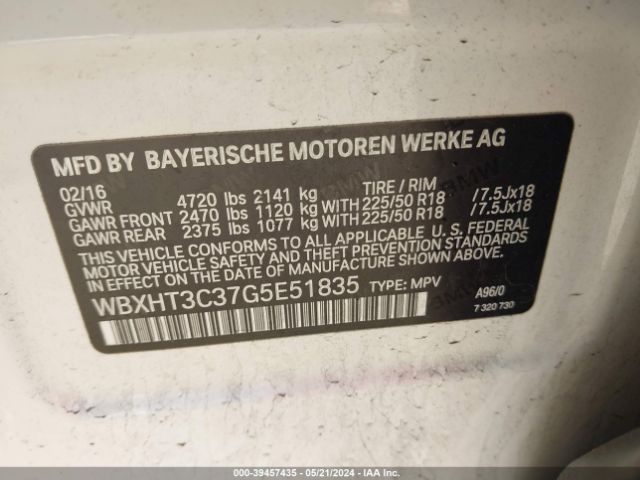 MFD BY BAYERISCHE MOTOREN WERKE AG
02/16 TIRE / RIM
GVWR 4720 lbs 2141 kg
GAWR FRONT 2470 lbs 1120 kg WITH 225/50 R18 /7.5Jx18
GAWR REAR 2375 lbs 1077 kg WITH 225/50 R18 /7.5Jx18
THIS VEHICLE CONFORMS TO ALL APPLICABLE U. S. FEDERAL
MOTOR VEHICLE SAFETY AND THEFT PREVENTION STANDARDS
IN EFFECT ON THE DATE OF MANUFACTURE SHOWN ABOVE.
WBXHT3C37G5E51835 TYPE: MPV A96/0
7 320 730
000-39457435 - 05/21/2024 - IAA Inc.